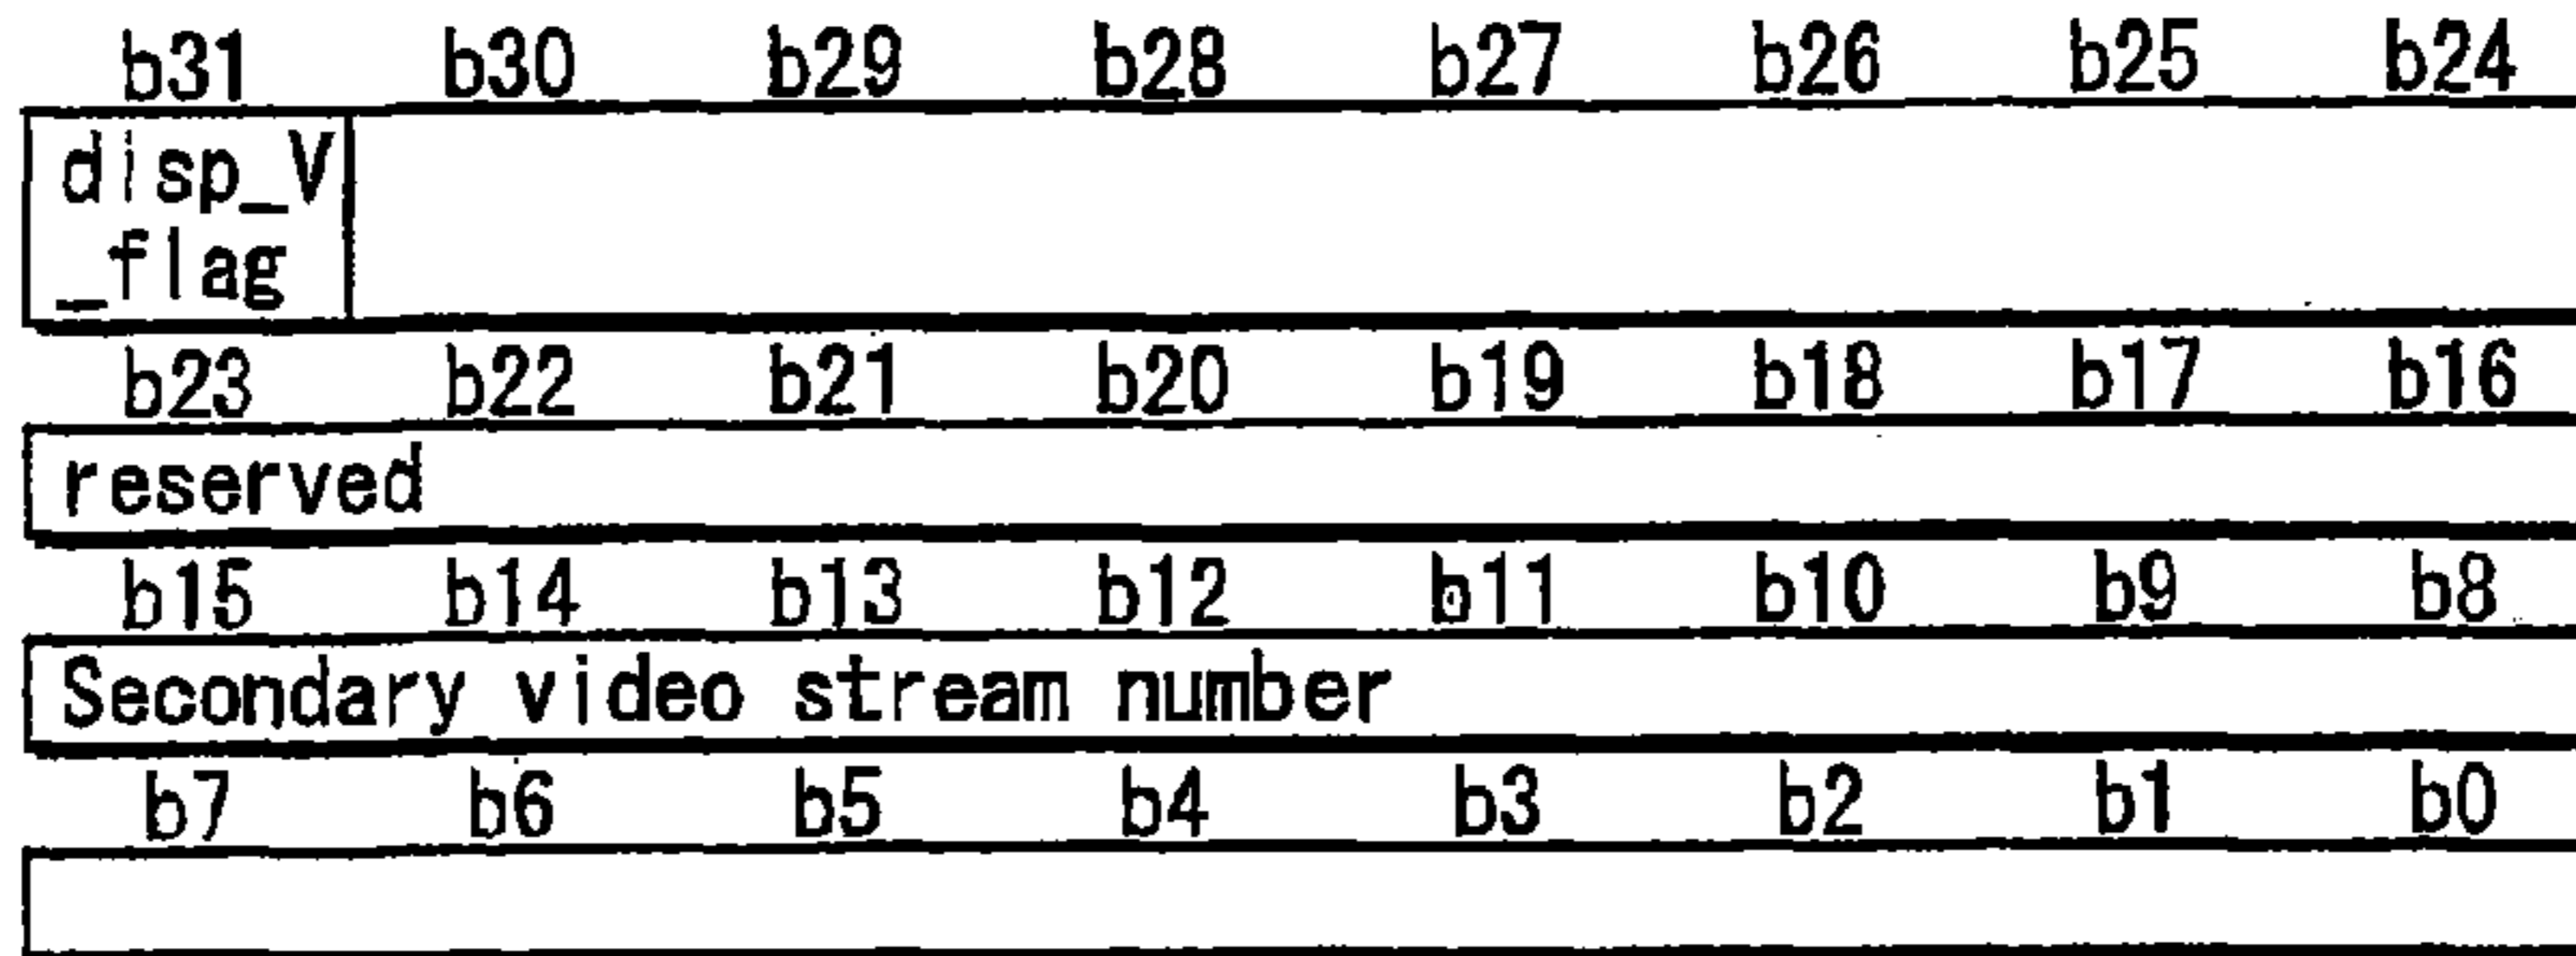 b31 b30 b29 b28 b27 b26 b25 b24
disp_V
_flag
b23 b22 b21 b20 b19 b18 b17 b16
reserved
b15 b14 b13 b12 b11 b10 b9 b8
Secondary video stream number
b7 b6 b5 b4 b3 b2 b1 b0